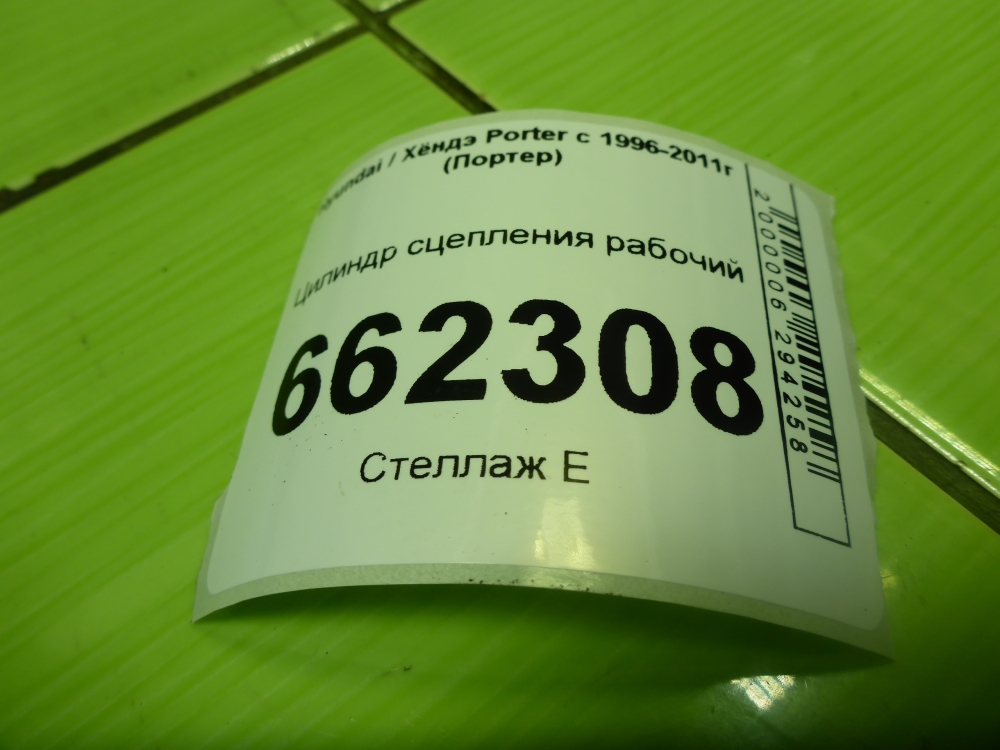 Hyundai / Хёндэ Porter с 1996-2011г
(Портер)
Цилиндр сцепления рабочий
662308
Стеллаж Е
2000006294258